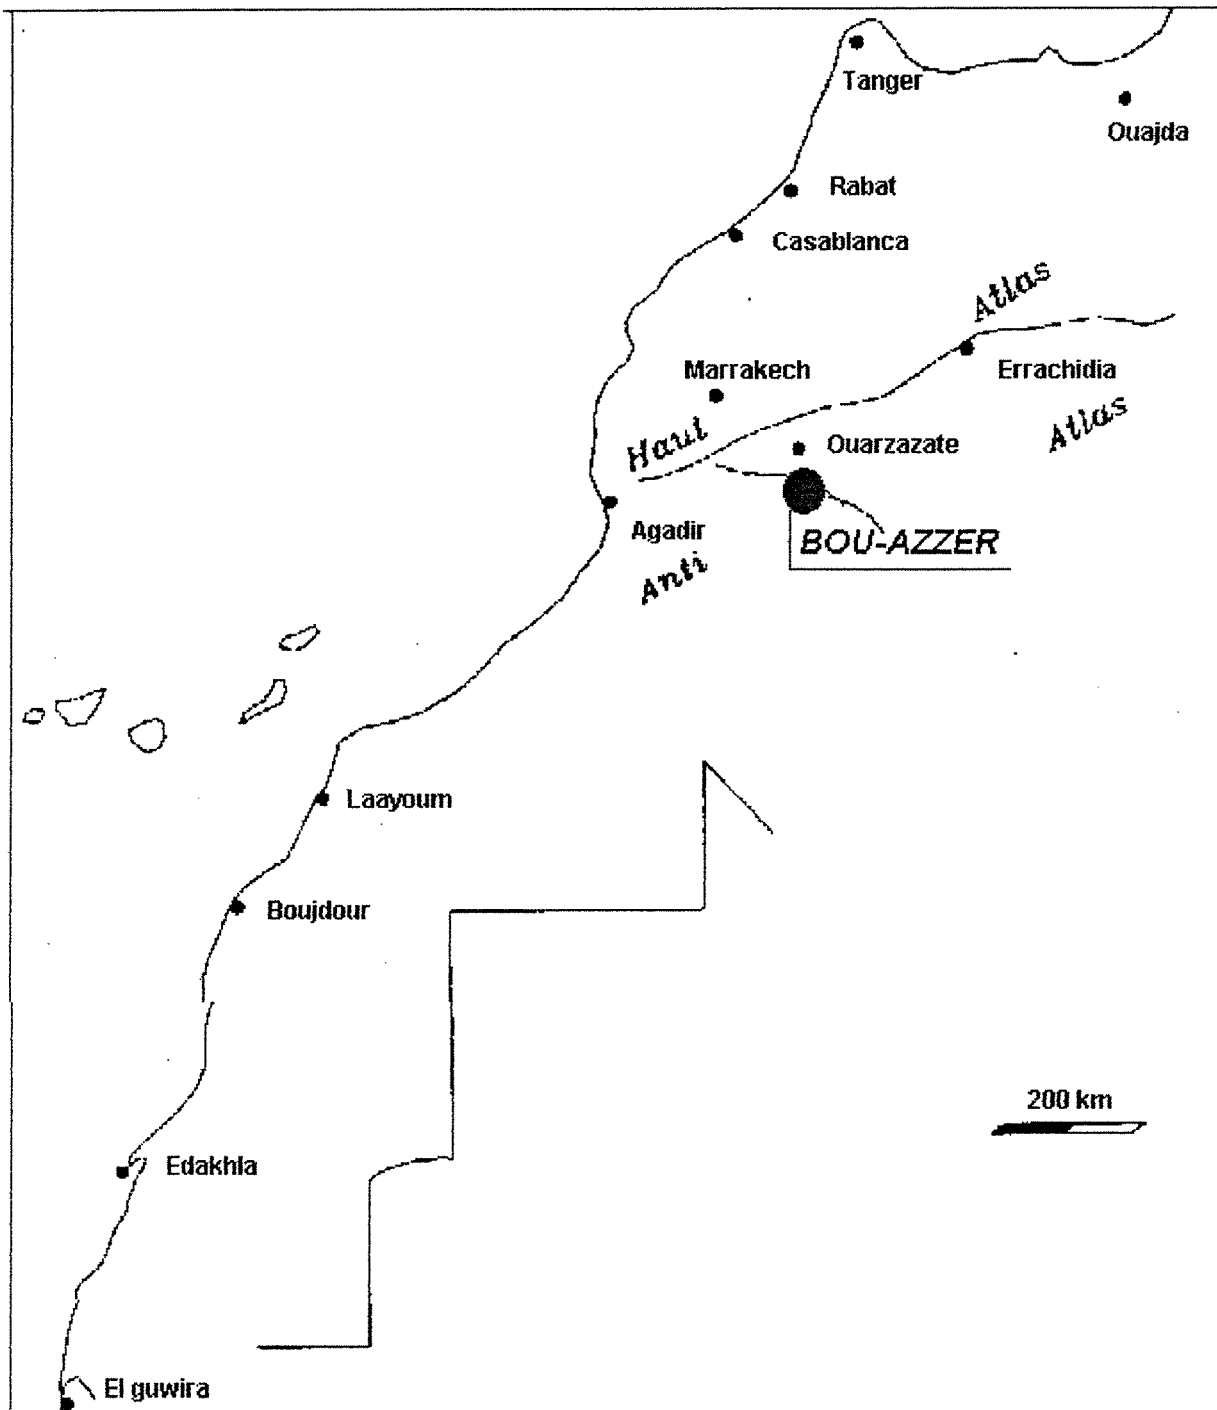 Tanger
Ouajda
Rabat
Casablanca
Atlas
Marrakech
Errachidia
Atlas
Haut
Ouarzazate
Agadir
BOU-AZZER
Anti
Laayoum
Boujdour
200 km
Edakhla
El guwira